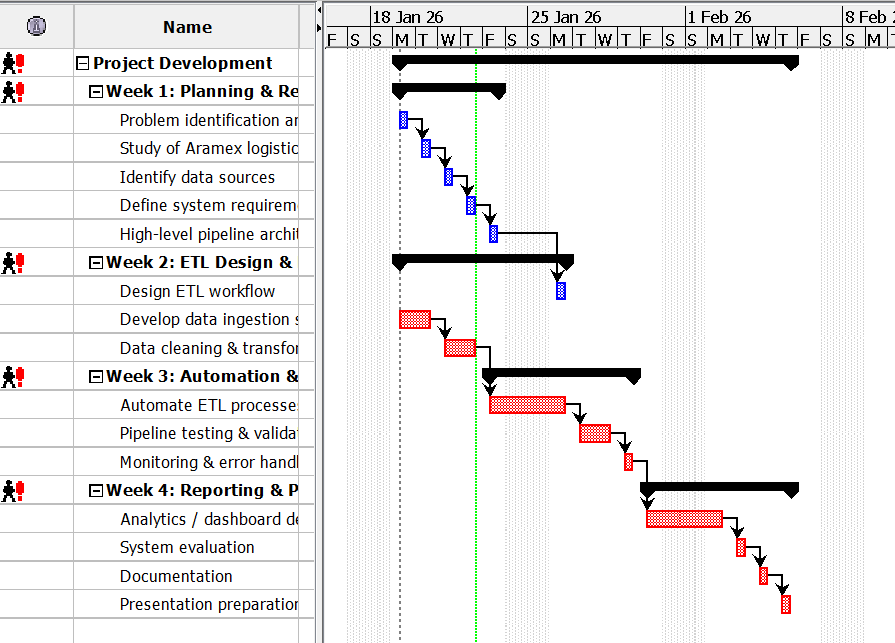 Name
18 Jan 26 25 Jan 26 1 Feb 26 8 Feb
F S S M T W T F S S M T W T F S S M T W T F S S M
Project Development
Week 1: Planning & Re
Problem identification ar
Study of Aramex logistic
Identify data sources
Define system requirem
High-level pipeline archit
Week 2: ETL Design &
Design ETL workflow
Develop data ingestion s
Data cleaning & transfor
Week 3: Automation &
Automate ETL processe
Pipeline testing & valida
Monitoring & error handl
Week 4: Reporting & P
Analytics / dashboard de
System evaluation
Documentation
Presentation preparation